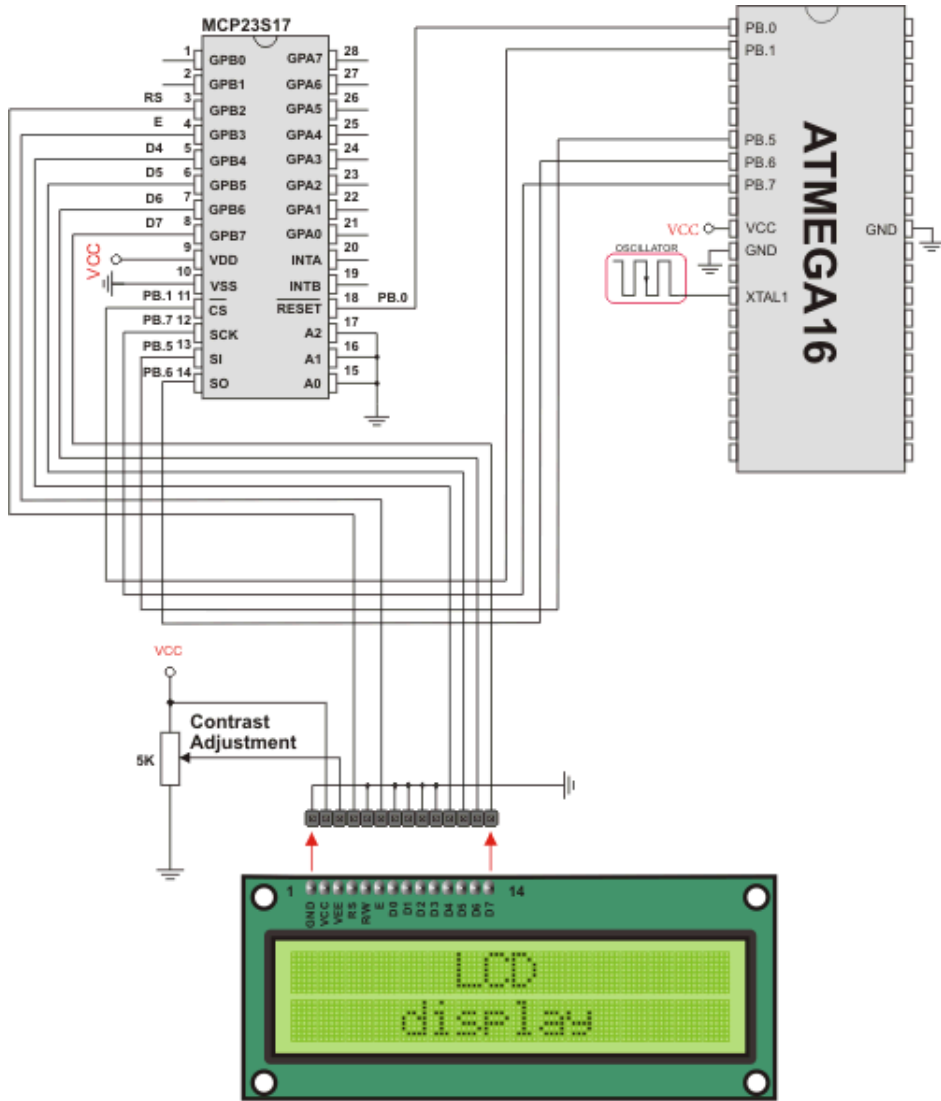 MCP23S17
1 GPB0 GPA7 28
2 GPB1 GPA6 27
RS 3 GPB2 GPA5 26
E 4 GPB3 GPA4 25
D4 5 GPB4 GPA3 24
D5 6 GPB5 GPA2 23
D6 7 GPB6 GPA1 22
D7 8 GPB7 GPA0 21
VCC 9 VDD INTA 20
10 VSS INTB 19
PB.1 11 CS RESET 18 PB.0
PB.7 12 SCK A2 17
PB.5 13 SI A1 16
PB.6 14 SO A0 15
PB.0
PB.1
PB.5
PB.6
PB.7
VCC VCC GND
GND
OSCILLATOR
XTAL1
ATMEGA16
VCC
Contrast
Adjustment
5K
1 14
GND VCC VEE RS R/W E D0 D1 D2 D3 D4 D5 D6 D7
LCD
display